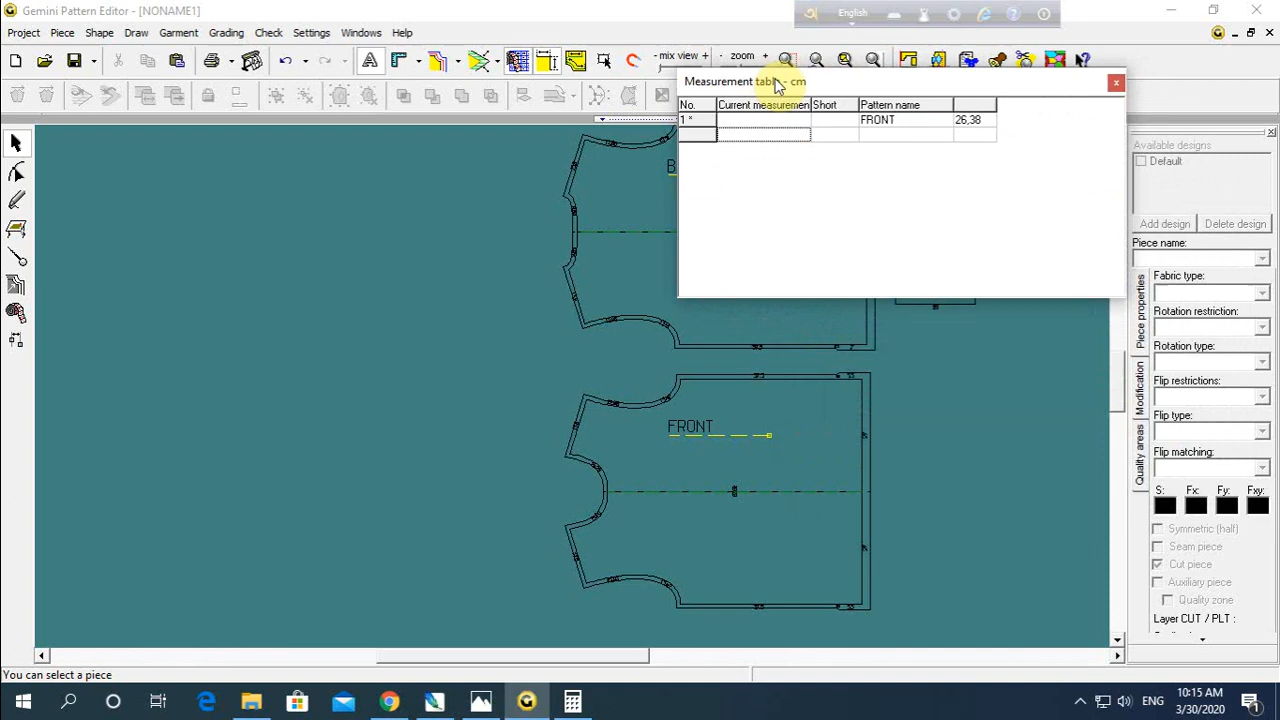 Gemini Pattern Editor - [NONAME1]
English
Project Piece Shape Draw Garment Grading Check Settings Windows Help
mix view zoom
Measurement table - cm
No. Current measuremen Short Pattern name
1 * FRONT 26,38
Available designs
Default
Add design Delete design
Piece name:
Fabric type:
Rotation restriction:
Rotation type:
Flip restrictions:
Flip type:
Flip matching:
S: Fx: Fy: Fxy:
Symmetric (half)
Seam piece
Cut piece
Auxiliary piece
Quality zone
Layer CUT / PLT :
Piece properties
Modification
Quality areas
B
FRONT
You can select a piece
ENG
10:15 AM
3/30/2020